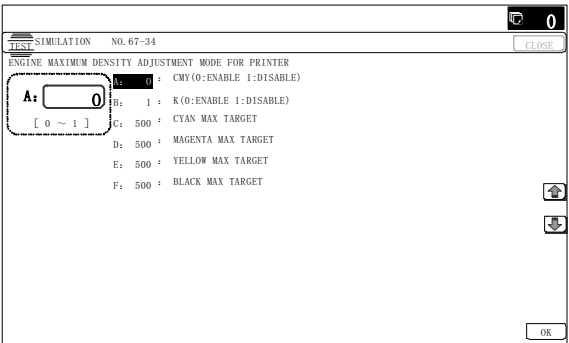 0
TEST SIMULATION NO. 67-34
CLOSE
ENGINE MAXIMUM DENSITY ADJUSTMENT MODE FOR PRINTER
A: 0
[ 0 ~ 1 ]
A: 0 : CMY(0:ENABLE 1:DISABLE)
B: 1 : K(0:ENABLE 1:DISABLE)
C: 500 : CYAN MAX TARGET
D: 500 : MAGENTA MAX TARGET
E: 500 : YELLOW MAX TARGET
F: 500 : BLACK MAX TARGET
OK